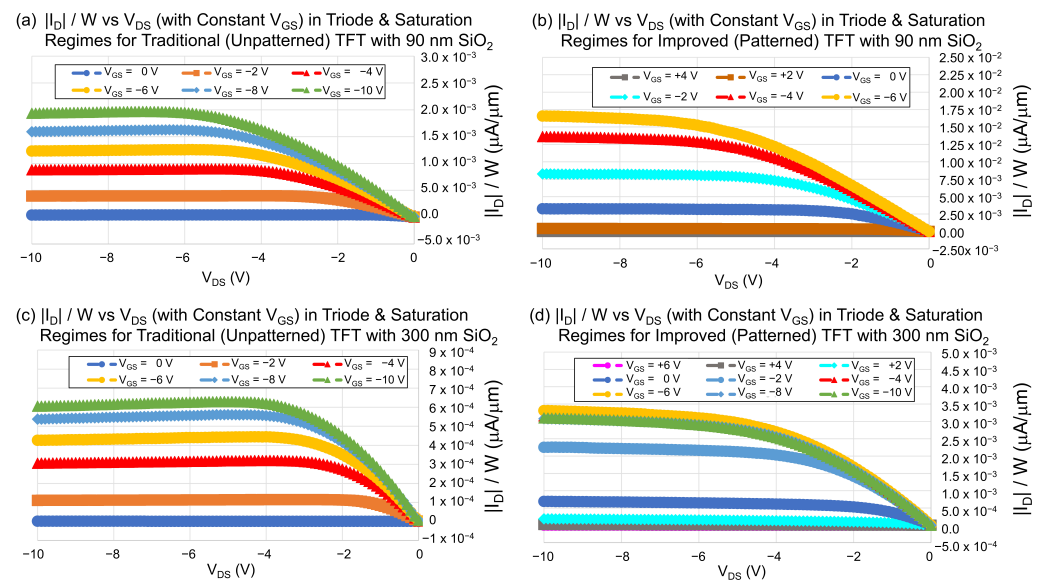 (a) |I_D| / W vs V_DS (with Constant V_GS) in Triode & Saturation
Regimes for Traditional (Unpatterned) TFT with 90 nm SiO₂
V_GS = 0 V V_GS = −2 V V_GS = −4 V
V_GS = −6 V V_GS = −8 V V_GS = −10 V
3.0 x 10⁻³
2.5 x 10⁻³
2.0 x 10⁻³
1.5 x 10⁻³
1.0 x 10⁻³
5.0 x 10⁻³
0.0
−5.0 x 10⁻³
|I_D| / W (µA/µm)
−10 −8 −6 −4 −2 0
V_DS (V)
(b) |I_D| / W vs V_DS (with Constant V_GS) in Triode & Saturation
Regimes for Improved (Patterned) TFT with 90 nm SiO₂
V_GS = +4 V V_GS = +2 V V_GS = 0 V
V_GS = −2 V V_GS = −4 V V_GS = −6 V
2.50 x 10⁻²
2.25 x 10⁻²
2.00 x 10⁻²
1.75 x 10⁻²
1.50 x 10⁻²
1.25 x 10⁻²
1.00 x 10⁻²
7.50 x 10⁻³
5.00 x 10⁻³
2.50 x 10⁻³
0.00
−2.50 x 10⁻³
|I_D| / W (µA/µm)
−10 −8 −6 −4 −2 0
V_DS (V)
(c) |I_D| / W vs V_DS (with Constant V_GS) in Triode & Saturation
Regimes for Traditional (Unpatterned) TFT with 300 nm SiO₂
V_GS = 0 V V_GS = −2 V V_GS = −4 V
V_GS = −6 V V_GS = −8 V V_GS = −10 V
9 x 10⁻⁴
8 x 10⁻⁴
7 x 10⁻⁴
6 x 10⁻⁴
5 x 10⁻⁴
4 x 10⁻⁴
3 x 10⁻⁴
2 x 10⁻⁴
1 x 10⁻⁴
0
−1 x 10⁻⁴
|I_D| / W (µA/µm)
−10 −8 −6 −4 −2 0
V_DS (V)
(d) |I_D| / W vs V_DS (with Constant V_GS) in Triode & Saturation
Regimes for Improved (Patterned) TFT with 300 nm SiO₂
V_GS = +6 V V_GS = +4 V V_GS = +2 V
V_GS = 0 V V_GS = −2 V V_GS = −4 V
V_GS = −6 V V_GS = −8 V V_GS = −10 V
5.0 x 10⁻³
4.5 x 10⁻³
4.0 x 10⁻³
3.5 x 10⁻³
3.0 x 10⁻³
2.5 x 10⁻³
2.0 x 10⁻³
1.5 x 10⁻³
1.0 x 10⁻³
5.0 x 10⁻⁴
0.0
−5.0 x 10⁻⁴
|I_D| / W (µA/µm)
−10 −8 −6 −4 −2 0
V_DS (V)